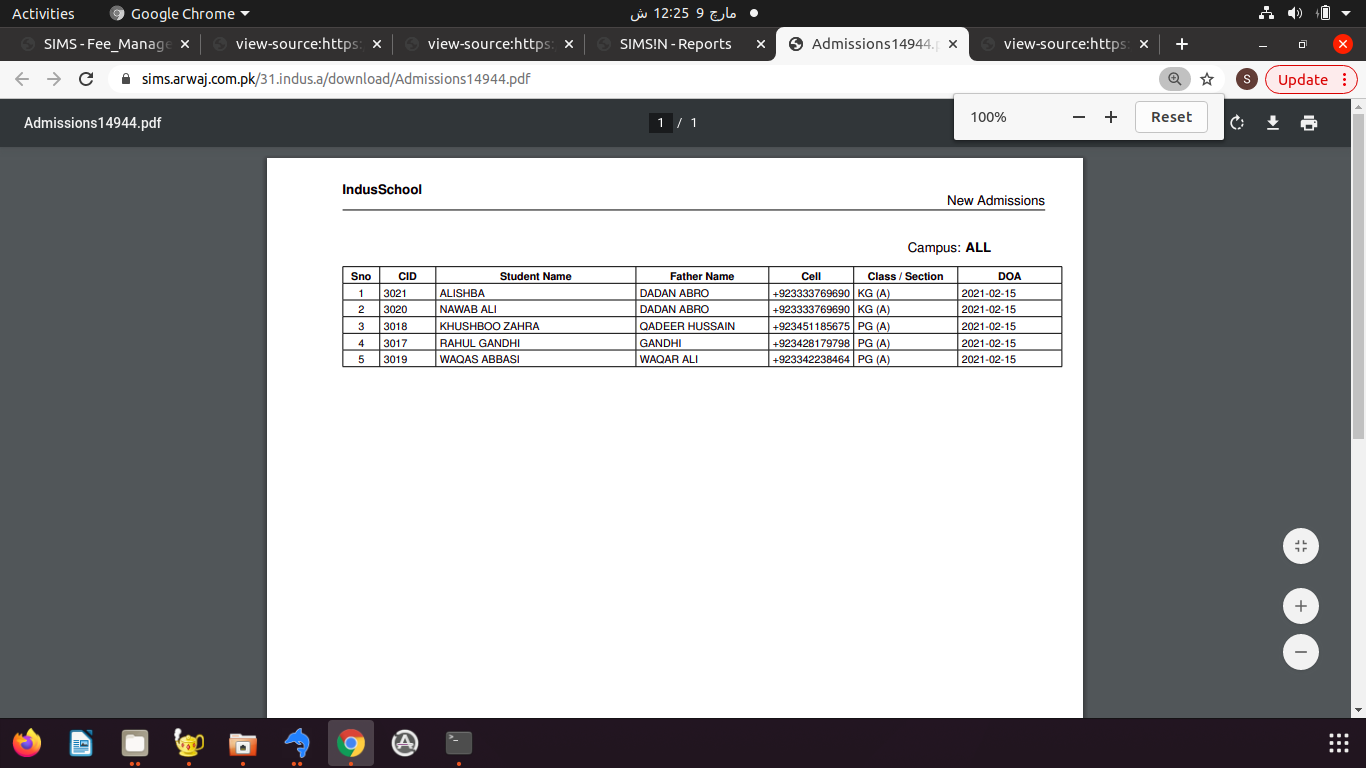 Activities Google Chrome مارچ 9 12:25 ش
SIMS - Fee_Manage view-source:https: view-source:https: SIMS!N - Reports Admissions14944.p view-source:https:
sims.arwaj.com.pk/31.indus.a/download/Admissions14944.pdf S Update
Admissions14944.pdf 1 / 1 100% Reset
IndusSchool
New Admissions
Campus: ALL
Sno CID Student Name Father Name Cell Class / Section DOA
1 3021 ALISHBA DADAN ABRO +923333769690 KG (A) 2021-02-15
2 3020 NAWAB ALI DADAN ABRO +923333769690 KG (A) 2021-02-15
3 3018 KHUSHBOO ZAHRA QADEER HUSSAIN +923451185675 PG (A) 2021-02-15
4 3017 RAHUL GANDHI GANDHI +923428179798 PG (A) 2021-02-15
5 3019 WAQAS ABBASI WAQAR ALI +923342238464 PG (A) 2021-02-15